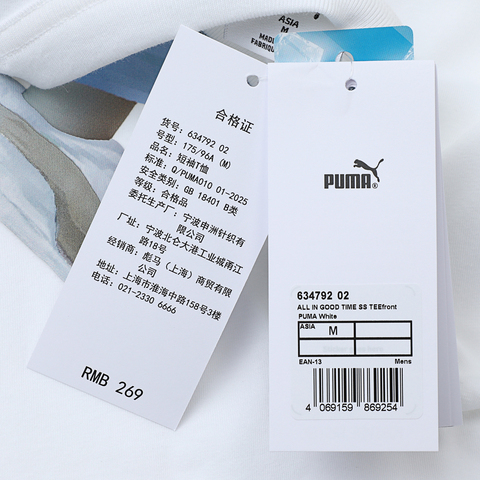 ASIA
M
MADE
FABRIQU
合格证
货号: 634792 02
号型: 175/96A (M)
品名: 短袖T恤
标准: Q/PUMA010 01-2025
安全类别: GB 18401 B类
等级: 合格品
委托生产厂: 宁波申洲针织有
限公司
厂址: 宁波北仑大港工业城甬江
路18号
经销商: 彪马（上海）商贸有限
公司
地址: 上海市淮海中路158号3楼
电话: 021-2330 6666
RMB 269
PUMA®
634792 02
ALL IN GOOD TIME SS TEEfront
PUMA White
ASIA M
EAN-13 Mens
4 069159 869254